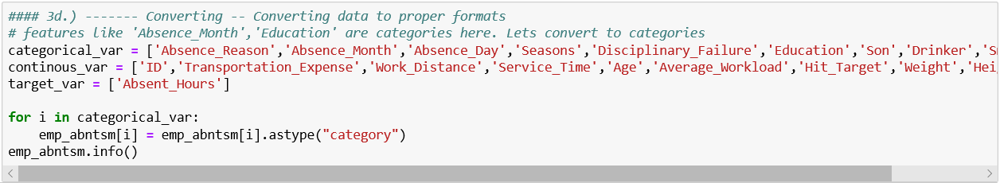 #### 3d.) ------- Converting -- Converting data to proper formats
# features like 'Absence_Month','Education' are categories here. Lets convert to categories
categorical_var = ['Absence_Reason','Absence_Month','Absence_Day','Seasons','Disciplinary_Failure','Education','Son','Drinker','S
continous_var = ['ID','Transportation_Expense','Work_Distance','Service_Time','Age','Average_Workload','Hit_Target','Weight','Hei
target_var = ['Absent_Hours']
for i in categorical_var:
    emp_abntsm[i] = emp_abntsm[i].astype("category")
emp_abntsm.info()